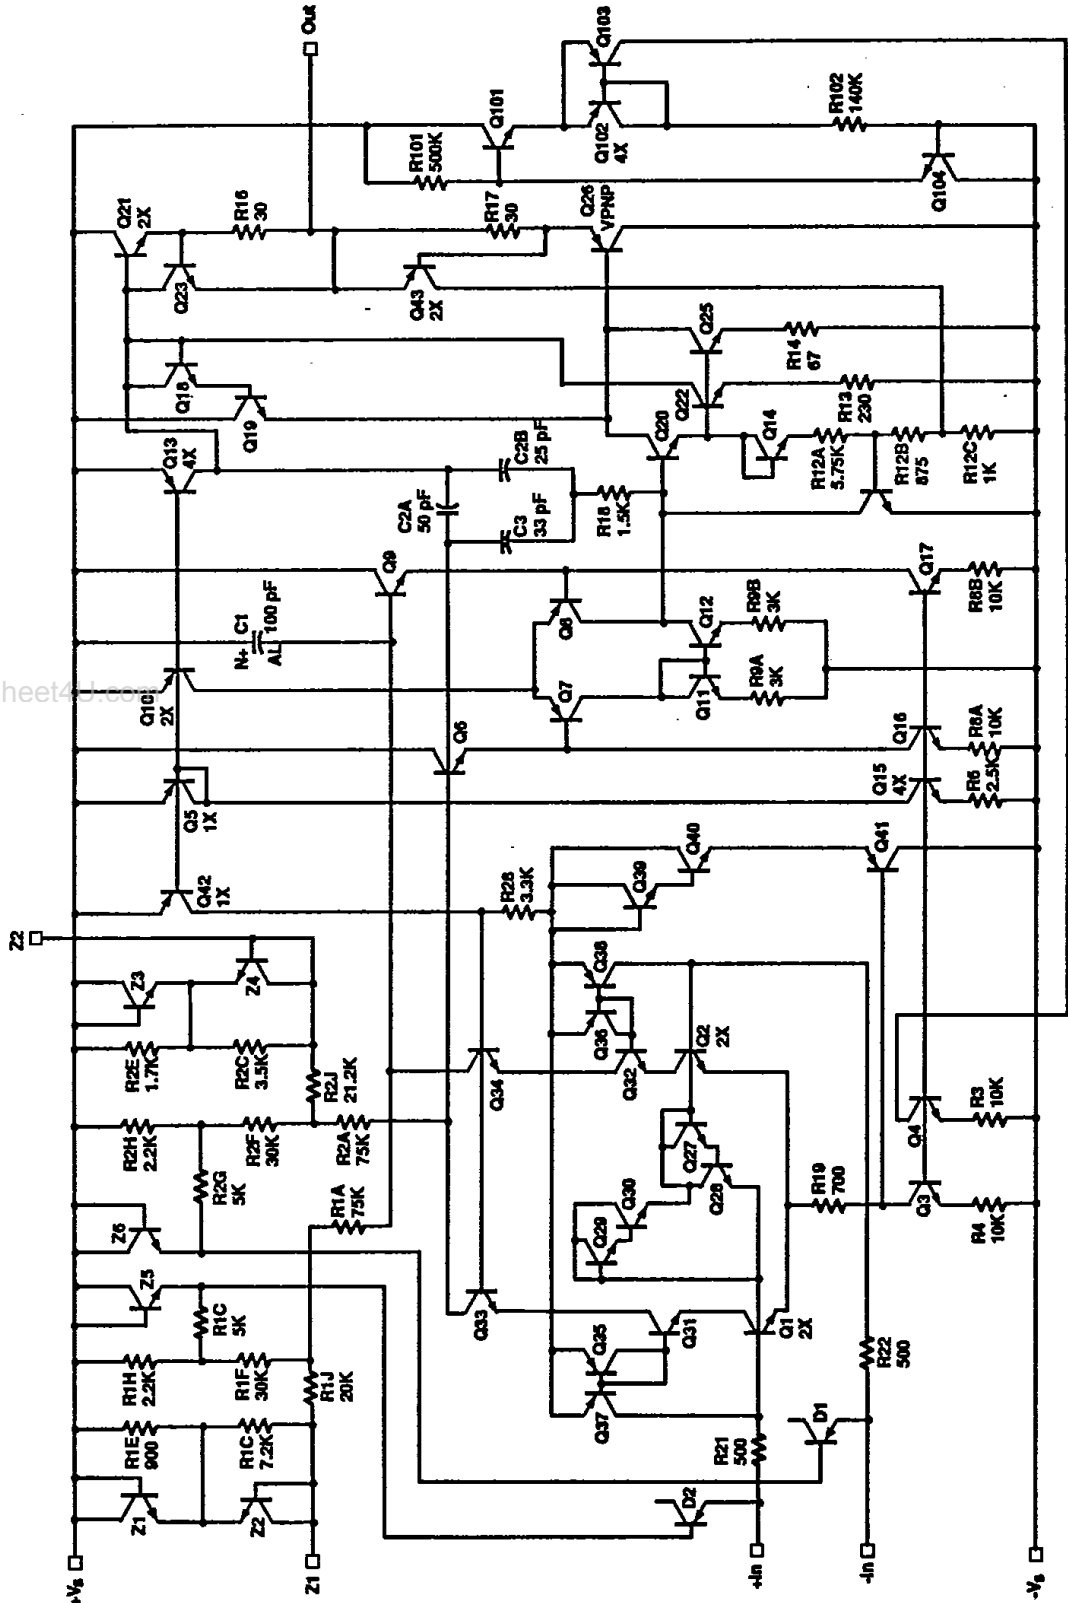 +Vs
Z1
+In
-In
-Vs
Z1
Z2
R1E
900
R1C
7.2K
R1H
2.2K
R1F
30K
R1J
20K
R1C
5K
Z5
Z6
R1A
75K
R2G
5K
R2H
2.2K
R2F
30K
R2A
75K
R2J
21.2K
R2E
1.7K
R2C
3.5K
Z3
Z4
Z2
D2
R21
500
D1
R22
500
Q37
Q35
Q31
Q33
Q1
2X
Q29
Q30
Q28
Q27
R19
700
Q34
Q32
Q2
2X
Q36
Q38
R28
3.3K
Q39
Q40
Q41
Q42
1X
Q5
1X
Q3
R4
10K
Q4
R3
10K
Q15
4X
R6
2.5K
Q16
R8A
10K
Q6
Q10
2X
N+
C1
100 pF
AL
Q9
Q7
Q8
Q11
Q12
R9A
3K
R9B
3K
Q17
R8B
10K
Q13
4X
C2A
50 pF
C3
33 pF
C2B
25 pF
R18
1.5K
Q20
Q14
R12A
5.75K
R12B
875
R12C
1K
Q22
R13
230
Q25
R14
67
Q19
Q18
Q23
Q21
2X
R16
30
R17
30
Q43
2X
Q26
VPNP
Out
R101
500K
Q101
Q102
4X
Q103
R102
140K
Q104
heet4U.com